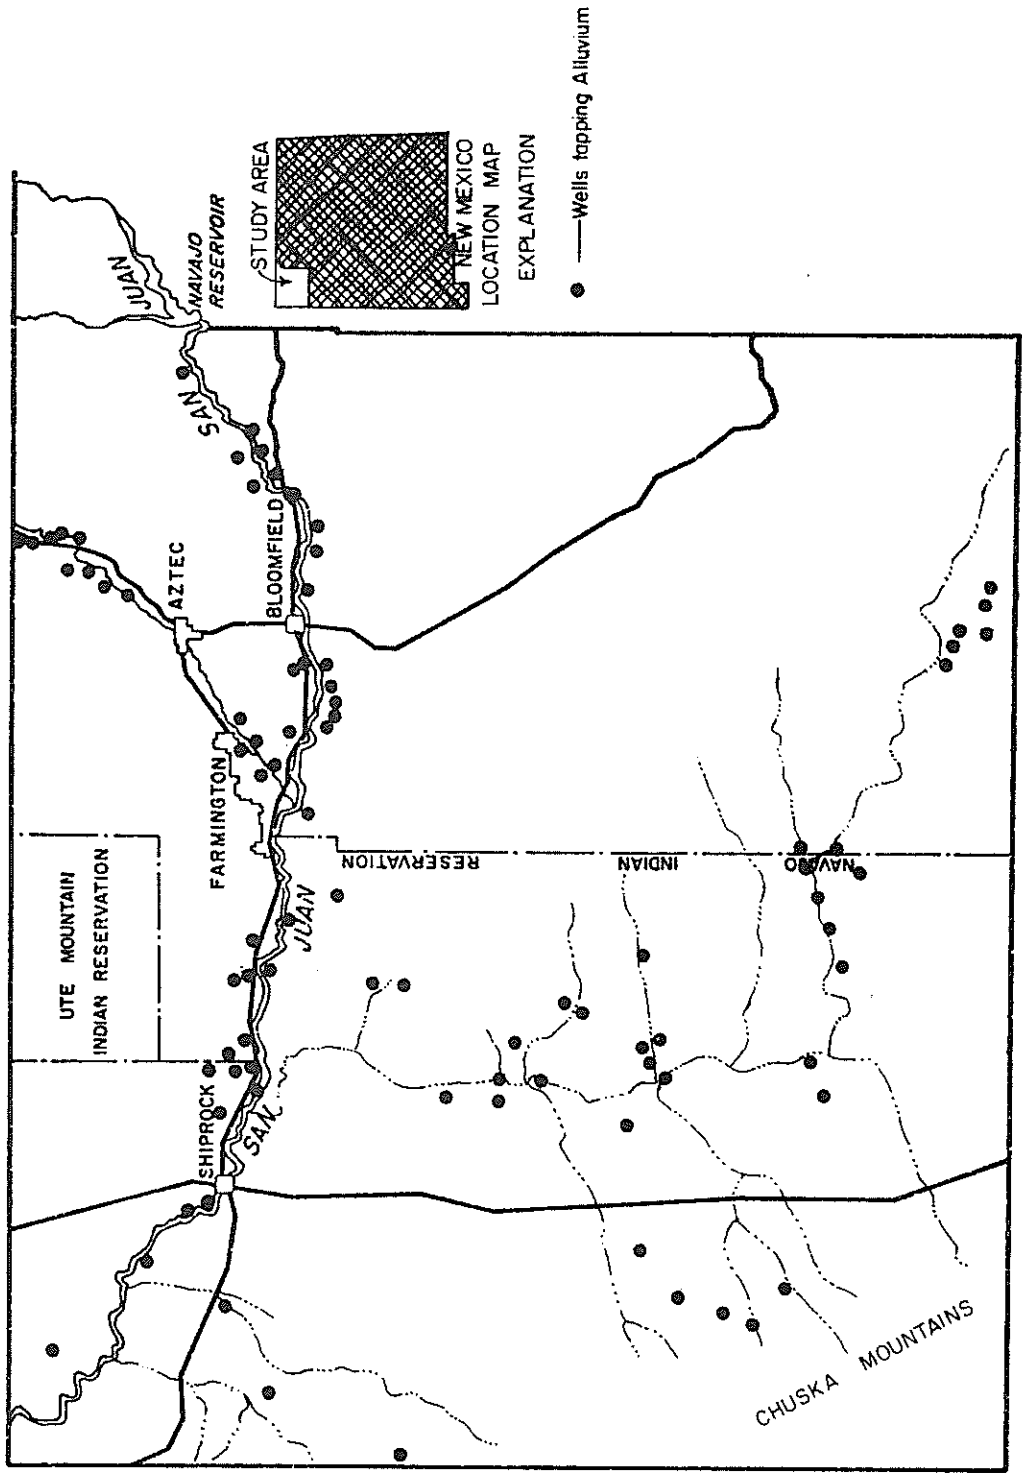 JUAN
NAVAJO
RESERVOIR
SAN
STUDY AREA
NEW MEXICO
LOCATION MAP
EXPLANATION
Wells tapping Alluvium
AZTEC
BLOOMFIELD
FARMINGTON
UTE MOUNTAIN
INDIAN RESERVATION
NAVAJO INDIAN RESERVATION
JUAN
SAN
SHIPROCK
CHUSKA MOUNTAINS